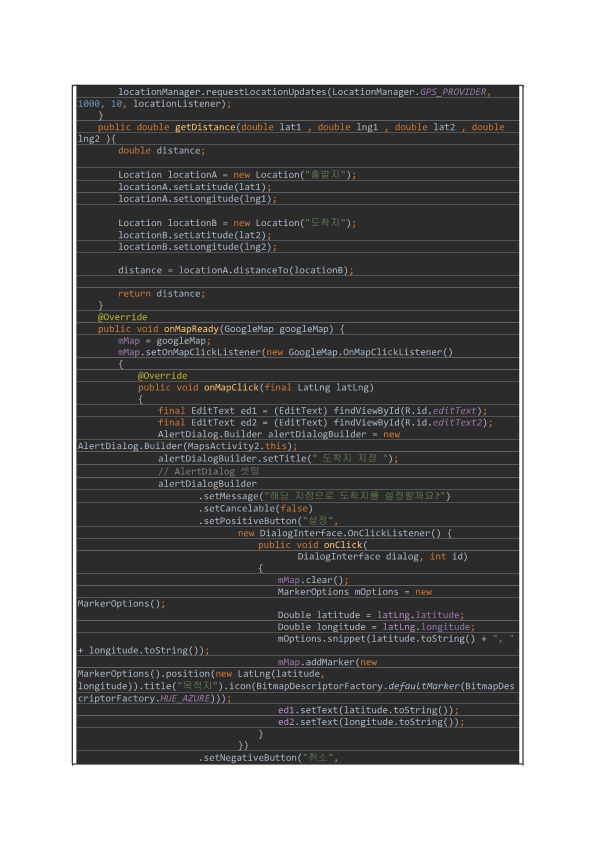 locationManager.requestLocationUpdates(LocationManager.GPS_PROVIDER,
1000, 10, locationListener);
}
public double getDistance(double lat1 , double lng1 , double lat2 , double
lng2 ){
double distance;
Location locationA = new Location("출발지");
locationA.setLatitude(lat1);
locationA.setLongitude(lng1);
Location locationB = new Location("도착지");
locationB.setLatitude(lat2);
locationB.setLongitude(lng2);
distance = locationA.distanceTo(locationB);
return distance;
}
@Override
public void onMapReady(GoogleMap googleMap) {
mMap = googleMap;
mMap.setOnMapClickListener(new GoogleMap.OnMapClickListener()
{
@Override
public void onMapClick(final LatLng latLng)
{
final EditText ed1 = (EditText) findViewById(R.id.editText);
final EditText ed2 = (EditText) findViewById(R.id.editText2);
AlertDialog.Builder alertDialogBuilder = new
AlertDialog.Builder(MapsActivity2.this);
alertDialogBuilder.setTitle(" 도착지 지정 ");
// AlertDialog 셋팅
alertDialogBuilder
.setMessage("해당 지점으로 도착지를 설정할까요?")
.setCancelable(false)
.setPositiveButton("설정",
new DialogInterface.OnClickListener() {
public void onClick(
DialogInterface dialog, int id)
{
mMap.clear();
MarkerOptions mOptions = new
MarkerOptions();
Double latitude = latLng.latitude;
Double longitude = latLng.longitude;
mOptions.snippet(latitude.toString() + ", "
+ longitude.toString());
mMap.addMarker(new
MarkerOptions().position(new LatLng(latitude,
longitude)).title("목적지").icon(BitmapDescriptorFactory.defaultMarker(BitmapDes
criptorFactory.HUE_AZURE)));
ed1.setText(latitude.toString());
ed2.setText(longitude.toString());
}
})
.setNegativeButton("취소",